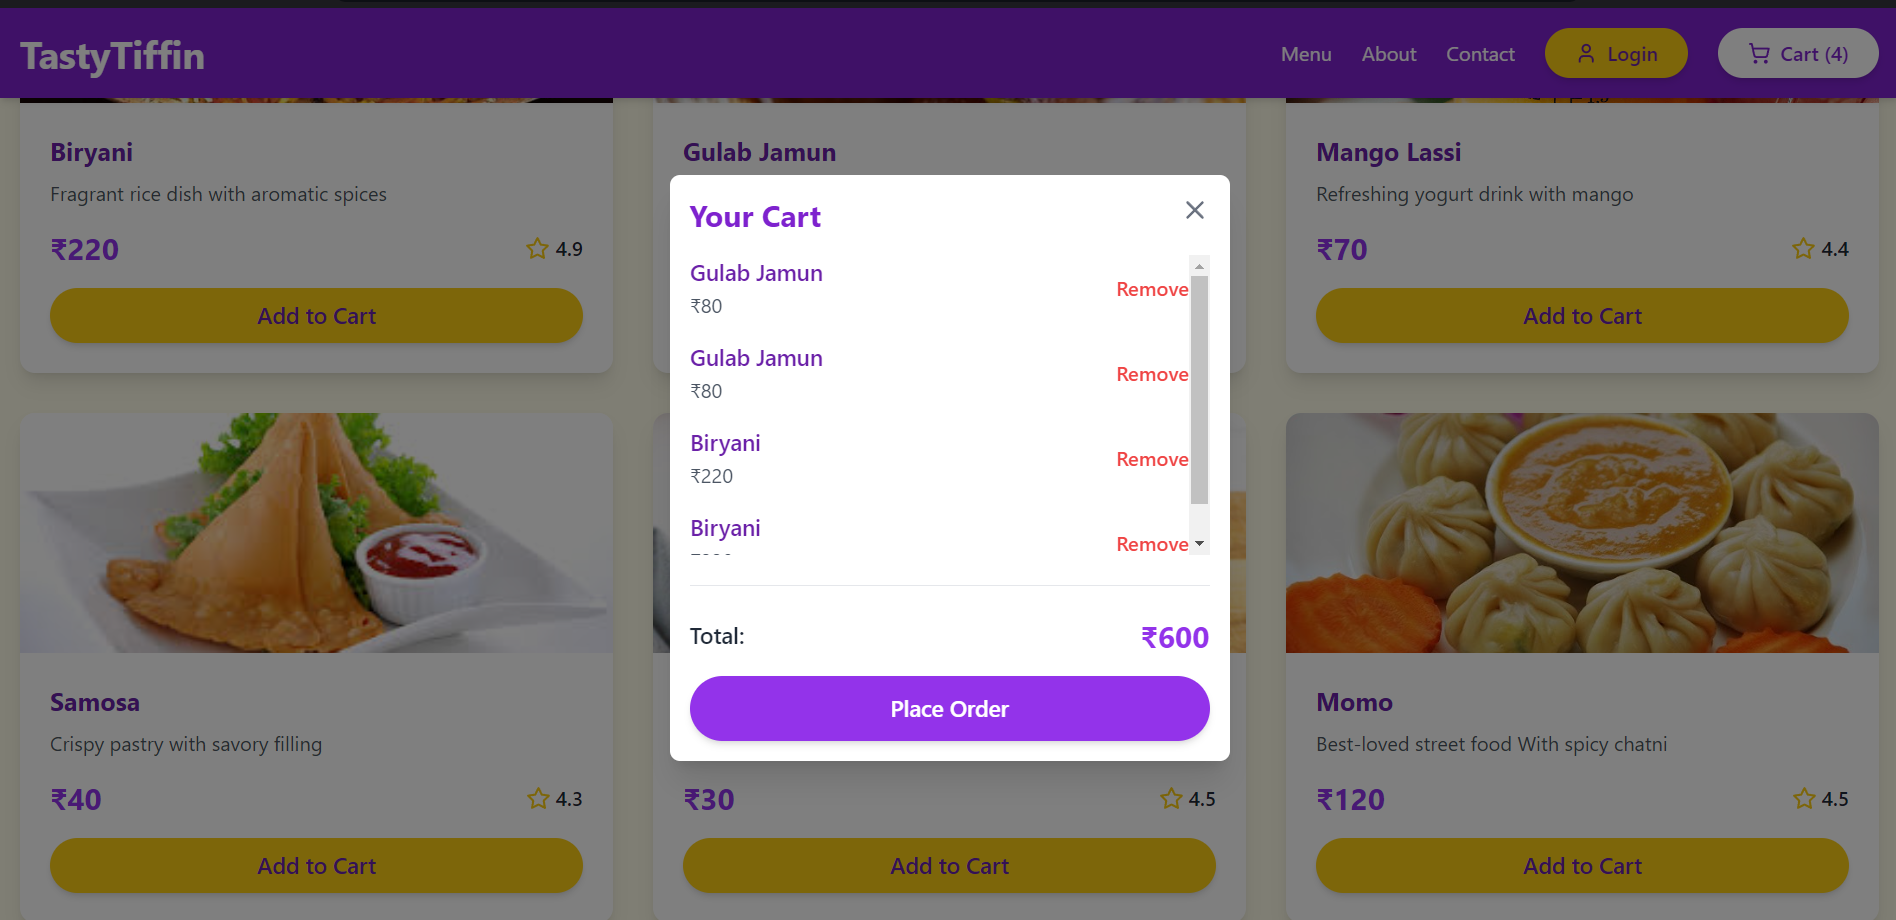 TastyTiffin
Menu About Contact Login Cart (4)
Biryani
Fragrant rice dish with aromatic spices
₹220 4.9
Add to Cart
Gulab Jamun
Mango Lassi
Refreshing yogurt drink with mango
₹70 4.4
Add to Cart
Your Cart
Gulab Jamun
₹80
Remove
Gulab Jamun
₹80
Remove
Biryani
₹220
Remove
Biryani
Remove
Total: ₹600
Place Order
Samosa
Crispy pastry with savory filling
₹40 4.3
Add to Cart
₹30 4.5
Add to Cart
Momo
Best-loved street food With spicy chatni
₹120 4.5
Add to Cart